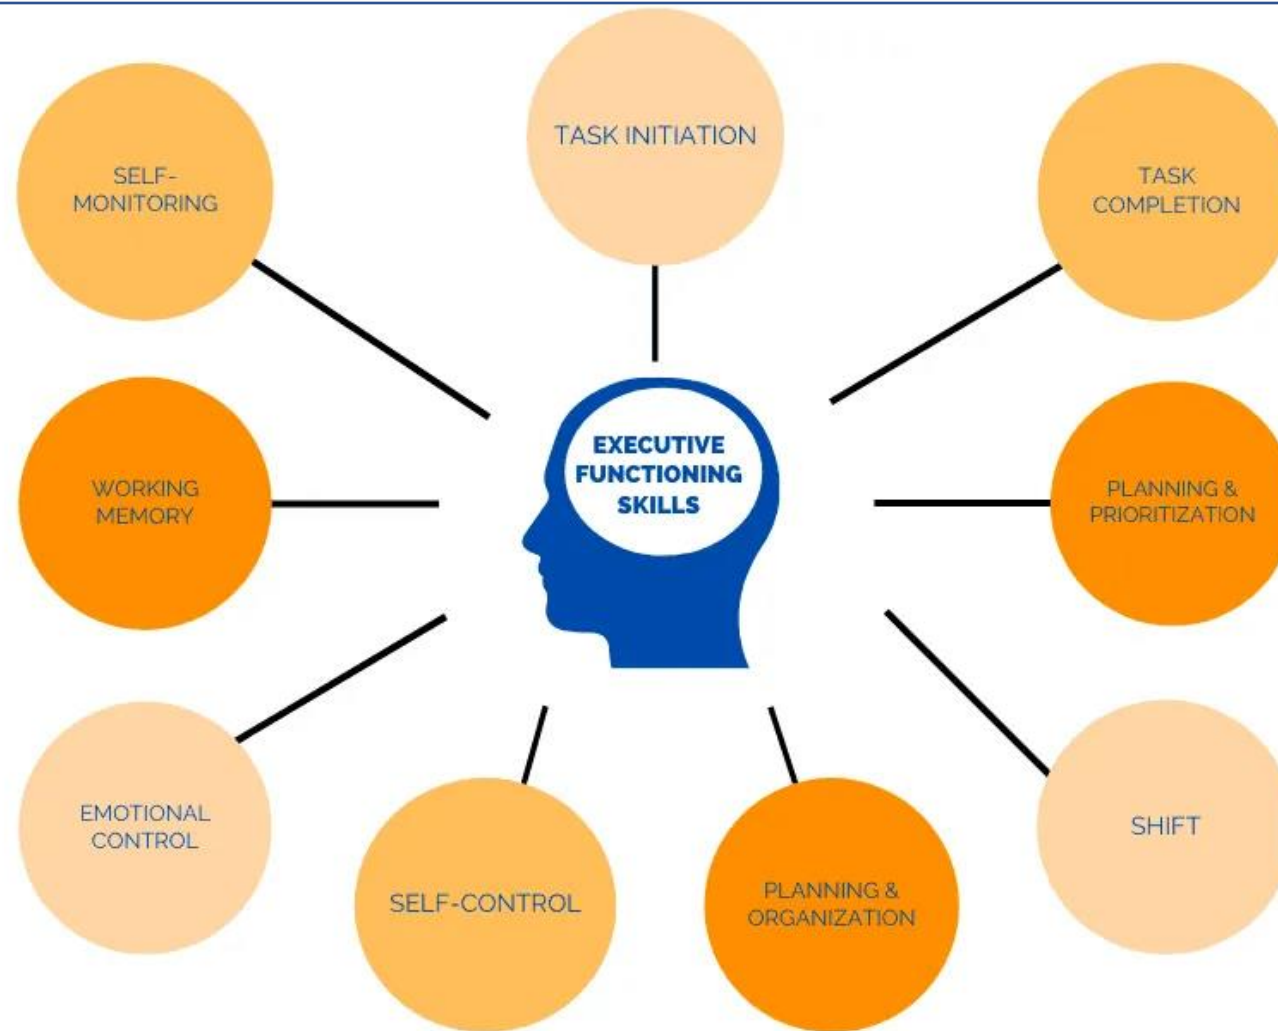 TASK INITIATION
SELF-
MONITORING
TASK
COMPLETION
EXECUTIVE
FUNCTIONING
SKILLS
WORKING
MEMORY
PLANNING &
PRIORITIZATION
EMOTIONAL
CONTROL
SELF-CONTROL
PLANNING &
ORGANIZATION
SHIFT